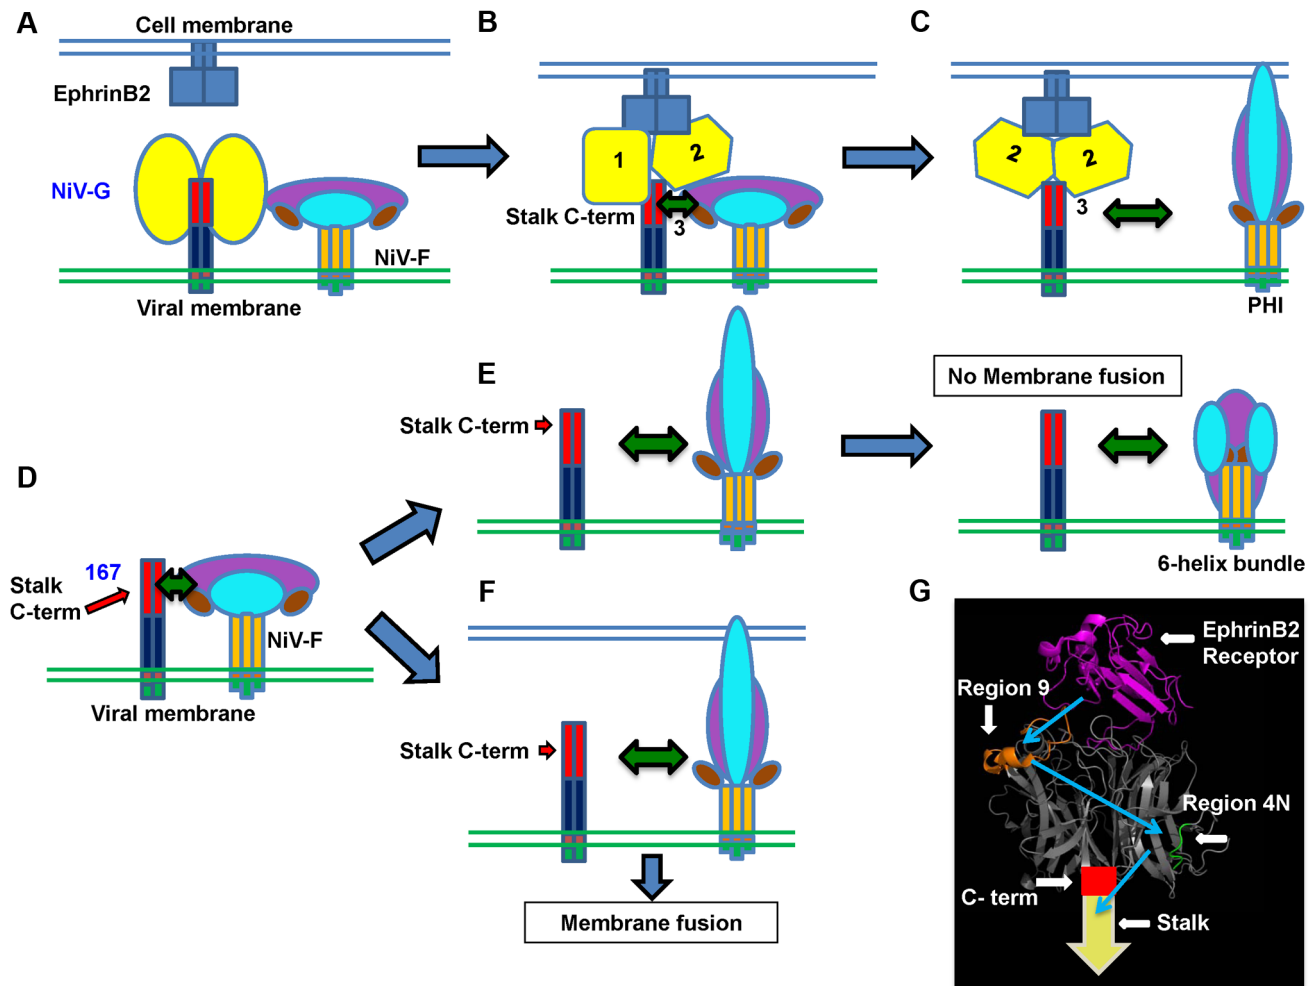 A
Cell membrane
EphrinB2
NiV-G
NiV-F
Viral membrane
B
1
2
Stalk C-term
3
C
2
2
3
PHI
D
167
Stalk
C-term
NiV-F
Viral membrane
E
Stalk C-term
No Membrane fusion
6-helix bundle
F
Stalk C-term
Membrane fusion
G
EphrinB2
Receptor
Region 9
Region 4N
C- term
Stalk